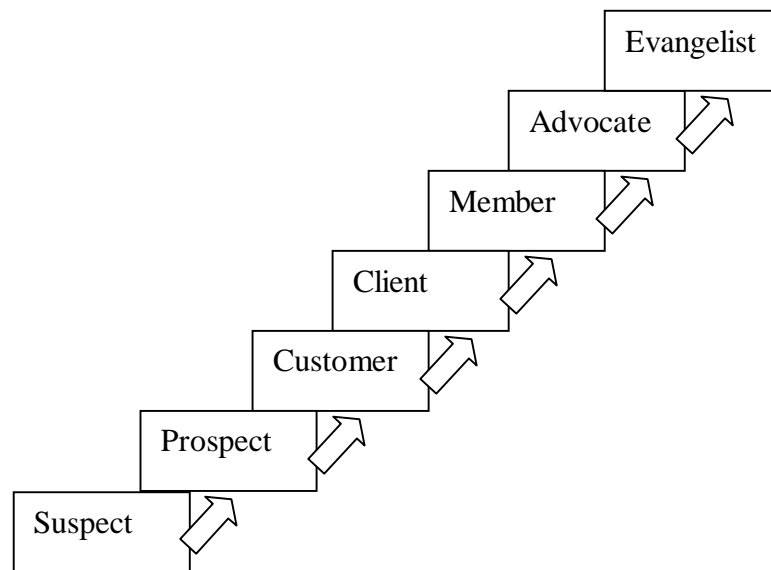 Evangelist
Advocate
Member
Client
Customer
Prospect
Suspect